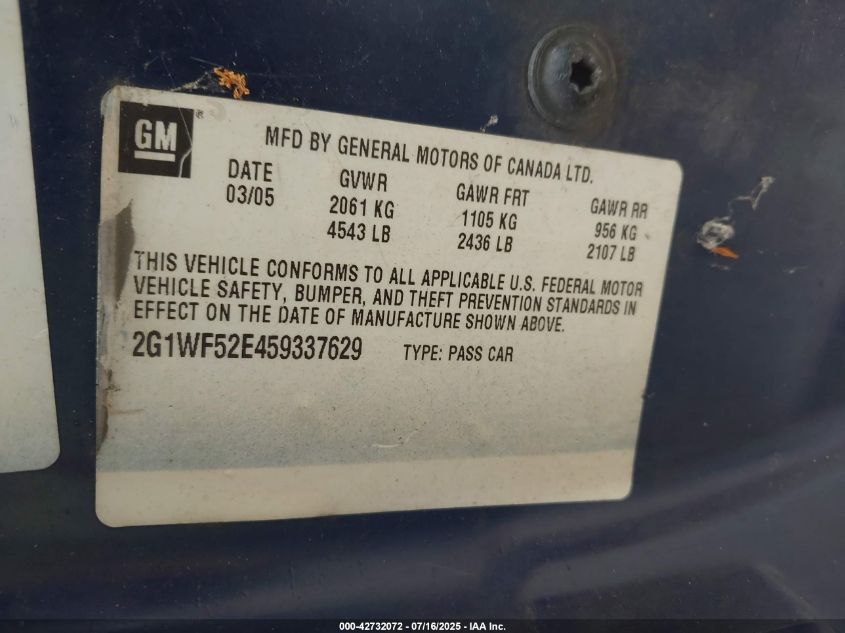 GM®
MFD BY GENERAL MOTORS OF CANADA LTD.
DATE GVWR GAWR FRT GAWR RR
03/05 2061 KG 1105 KG 956 KG
4543 LB 2436 LB 2107 LB
THIS VEHICLE CONFORMS TO ALL APPLICABLE U.S. FEDERAL MOTOR
VEHICLE SAFETY, BUMPER, AND THEFT PREVENTION STANDARDS IN
EFFECT ON THE DATE OF MANUFACTURE SHOWN ABOVE.
2G1WF52E459337629 TYPE: PASS CAR
000-42732072 - 07/16/2025 - IAA Inc.